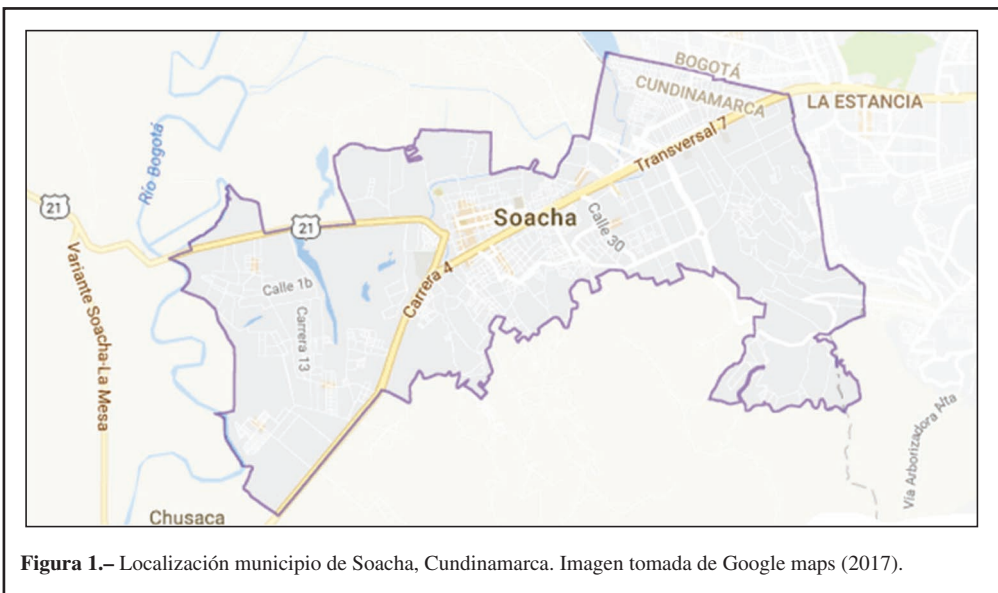 BOGOTÁ
CUNDINAMARCA
LA ESTANCIA
Transversal 7
Río Bogotá
21
21
Soacha
Calle 30
Variante Soacha-La Mesa
Calle 1b
Carrera 4
Carrera 13
Vía Arborizadora Alta
Chusaca
Figura 1.– Localización municipio de Soacha, Cundinamarca. Imagen tomada de Google maps (2017).